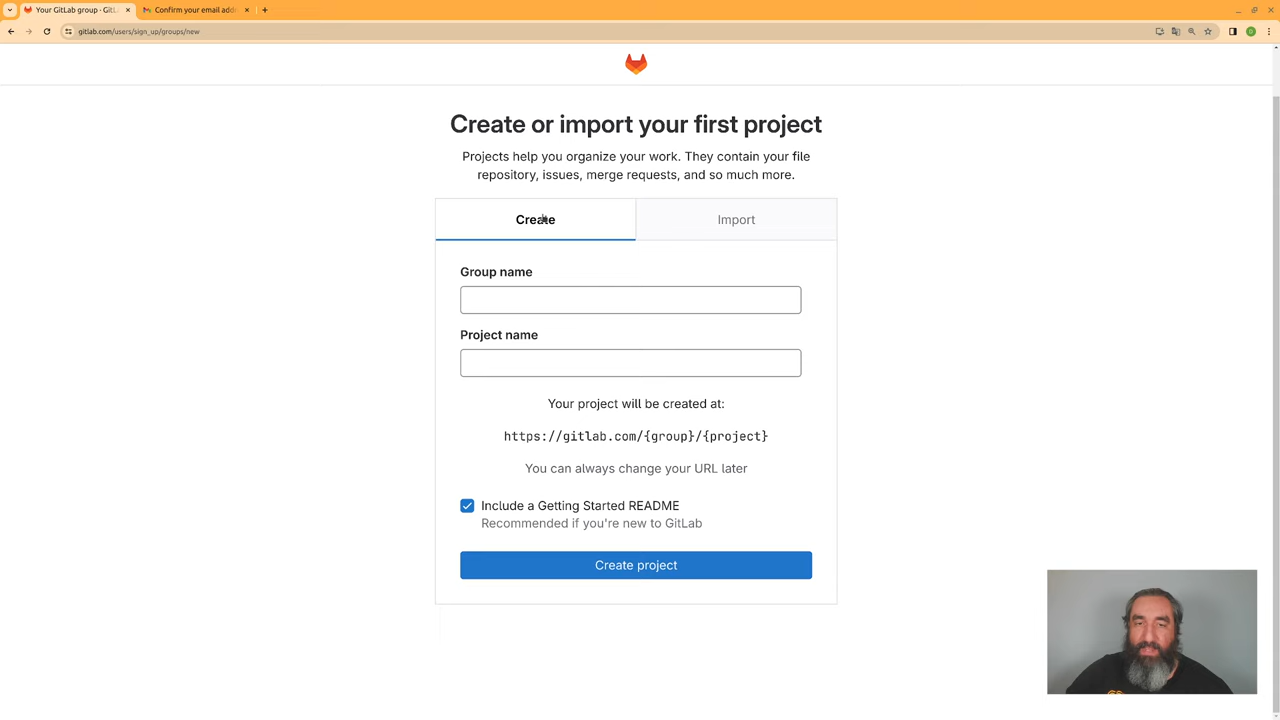 Your GitLab group · GitL
Confirm your email add
gitlab.com/users/sign_up/groups/new
Create or import your first project
Projects help you organize your work. They contain your file
repository, issues, merge requests, and so much more.
Create
Import
Group name
Project name
Your project will be created at:
https://gitlab.com/{group}/{project}
You can always change your URL later
Include a Getting Started README
Recommended if you're new to GitLab
Create project